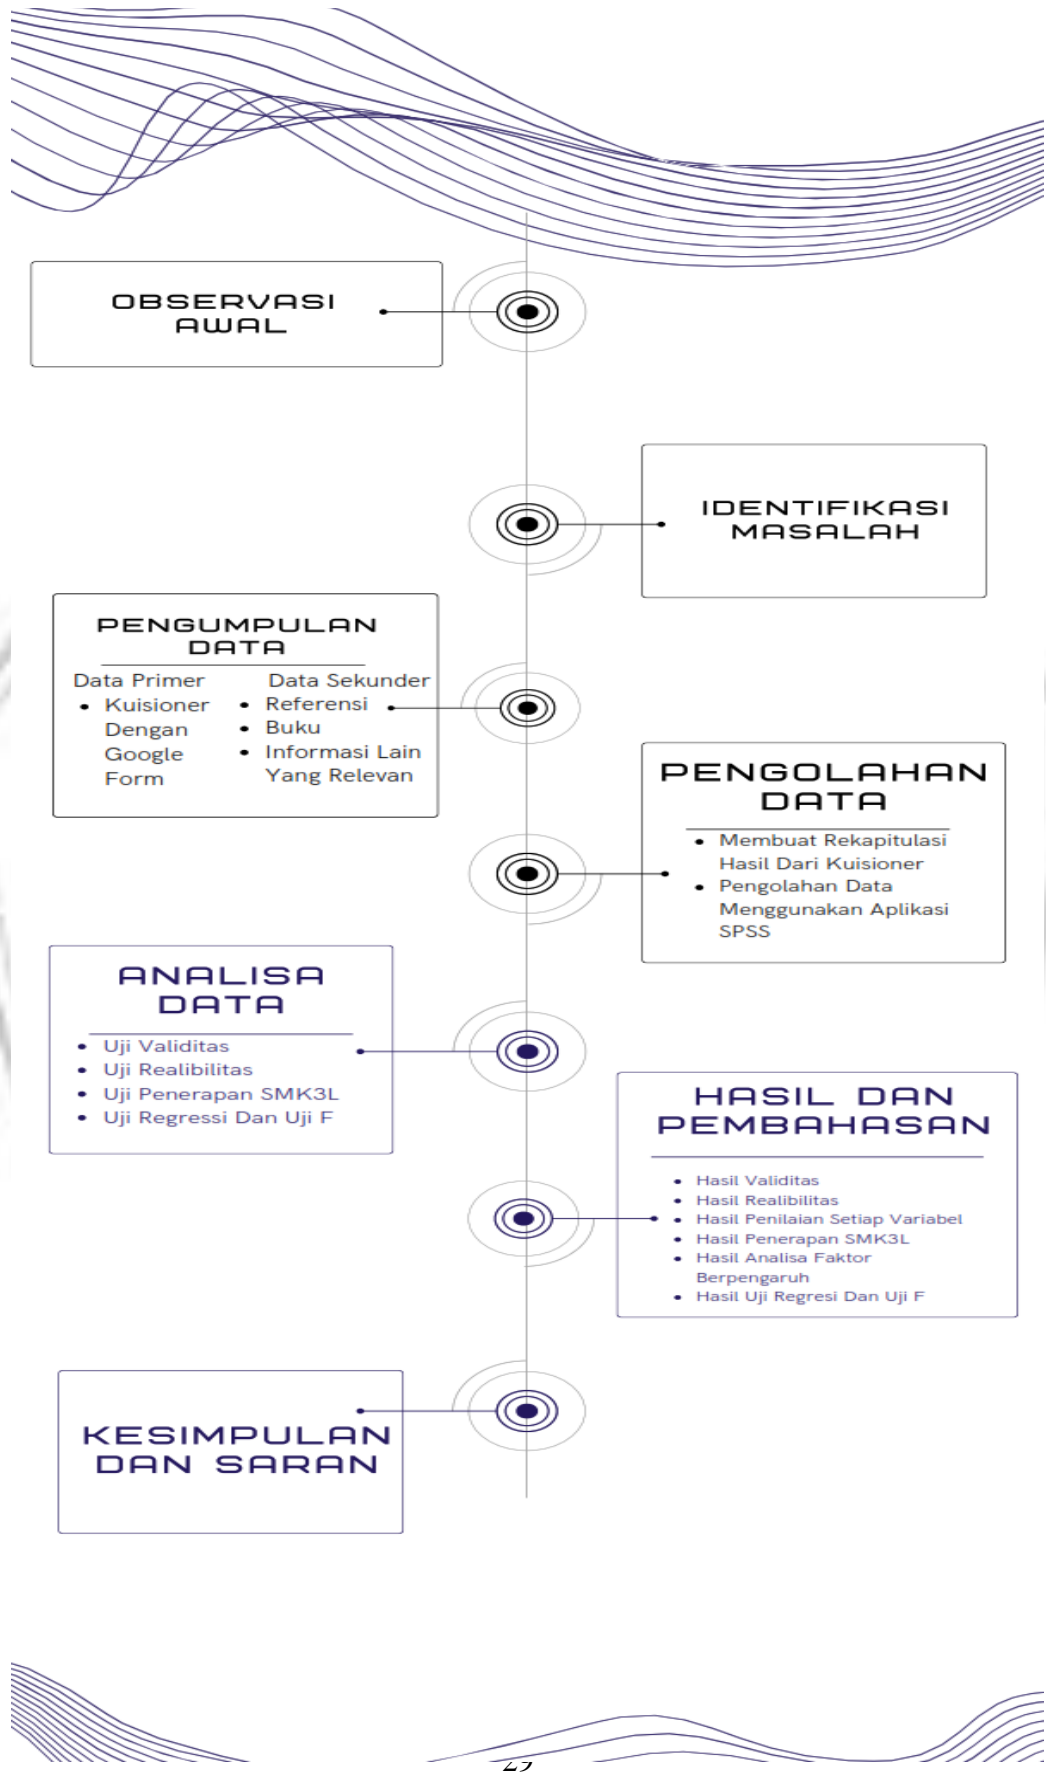 OBSERVASI
AWAL
IDENTIFIKASI
MASALAH
PENGUMPULAN
DATA
Data Primer
• Kuisioner
Dengan
Google
Form
Data Sekunder
• Referensi
• Buku
• Informasi Lain
Yang Relevan
PENGOLAHAN
DATA
• Membuat Rekapitulasi
Hasil Dari Kuisioner
• Pengolahan Data
Menggunakan Aplikasi
SPSS
ANALISA
DATA
• Uji Validitas
• Uji Realibilitas
• Uji Penerapan SMK3L
• Uji Regressi Dan Uji F
HASIL DAN
PEMBAHASAN
• Hasil Validitas
• Hasil Realibilitas
• Hasil Penilaian Setiap Variabel
• Hasil Penerapan SMK3L
• Hasil Analisa Faktor
Berpengaruh
• Hasil Uji Regresi Dan Uji F
KESIMPULAN
DAN SARAN